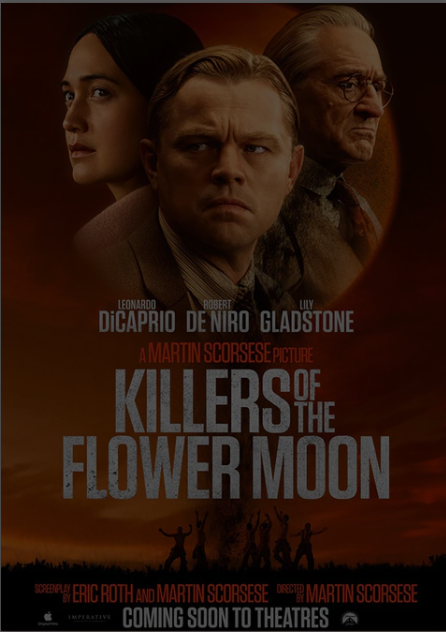 LEONARDO ROBERT LILY
DiCAPRIO DE NIRO GLADSTONE
A MARTIN SCORSESE PICTURE
KILLERS OF THE
FLOWER MOON
SCREENPLAY BY ERIC ROTH AND MARTIN SCORSESE DIRECTED BY MARTIN SCORSESE
IMPERATIVE COMING SOON TO THEATRES